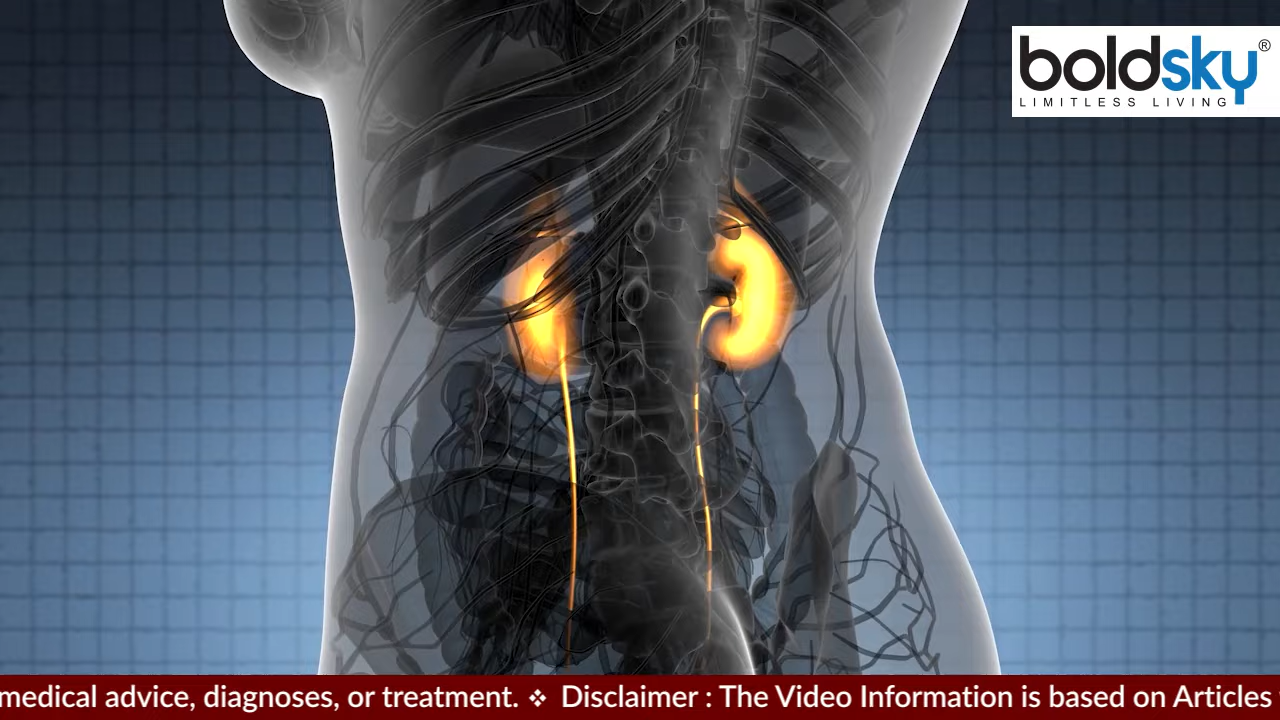 boldsky®
LIMITLESS LIVING
medical advice, diagnoses, or treatment. ❖ Disclaimer : The Video Information is based on Articles